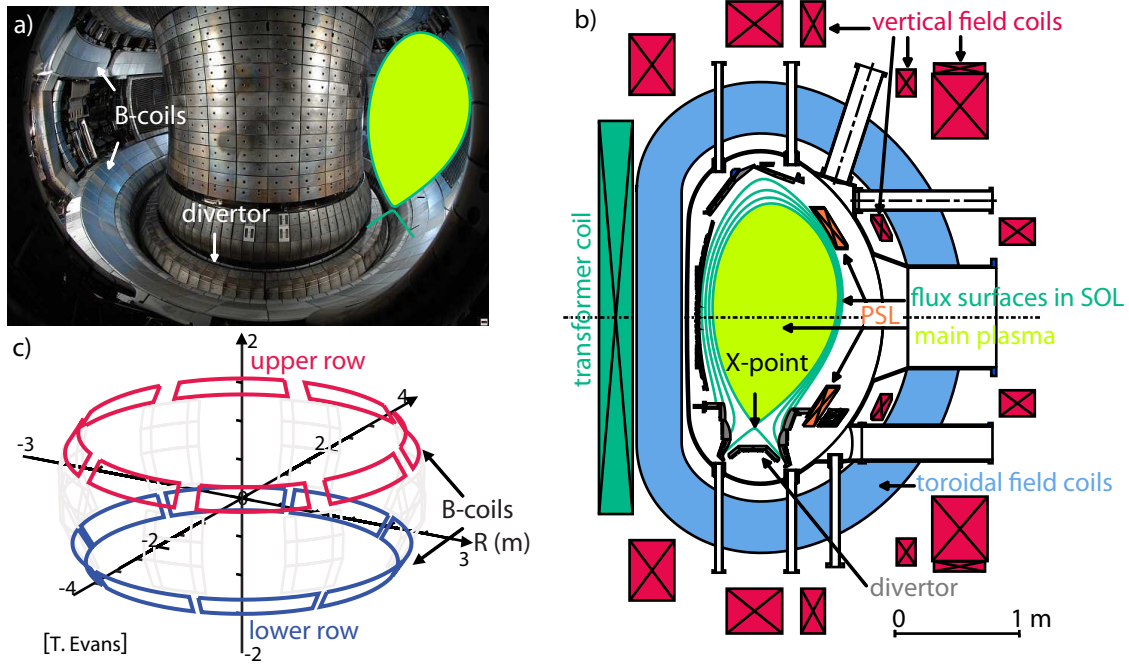 a)
B-coils
divertor
b)
vertical field coils
transformer coil
flux surfaces in SOL
PSL
main plasma
X-point
toroidal field coils
divertor
0 1 m
c)
2
upper row
4
-3
2
0
B-coils
-2
R (m)
3
-4
lower row
[T. Evans]
-2